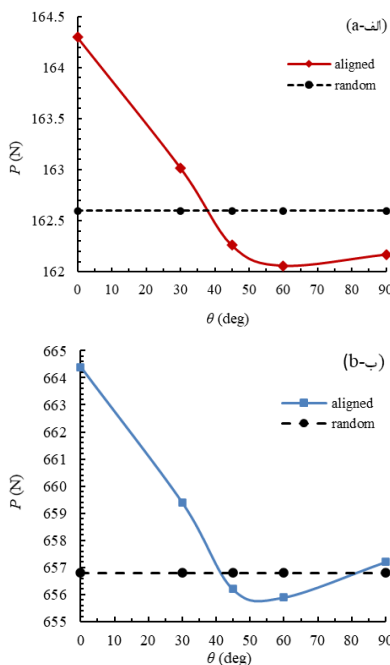 164.5
(الف-a)
164
aligned
random
163.5
P (N)
163
162.5
162
0 10 20 30 40 50 60 70 80 90
θ (deg)
665
(ب-b)
664
aligned
663
random
662
661
P (N)
660
659
658
657
656
655
0 10 20 30 40 50 60 70 80 90
θ (deg)